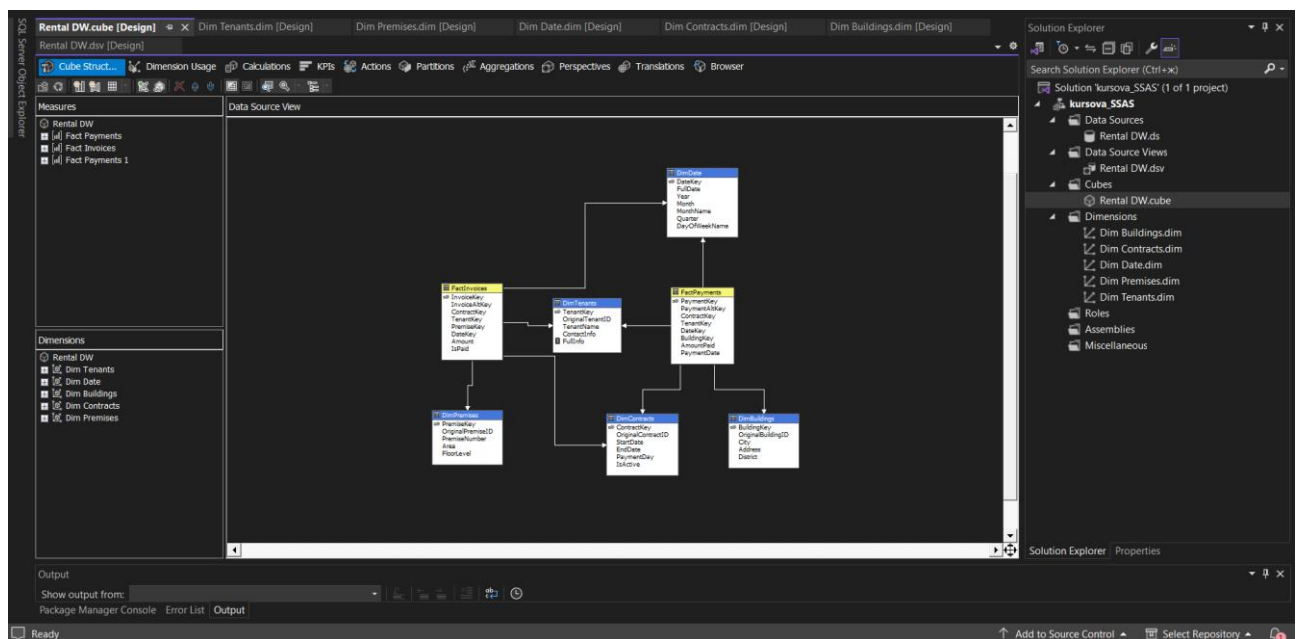 SQL Server Object Explorer
Rental DW.cube [Design]
Dim Tenants.dim [Design]
Dim Premises.dim [Design]
Dim Date.dim [Design]
Dim Contracts.dim [Design]
Dim Buildings.dim [Design]
Rental DW.dsv [Design]
Cube Struct...
Dimension Usage
Calculations
KPIs
Actions
Partitions
Aggregations
Perspectives
Translations
Browser
Measures
Rental DW
Fact Payments
Fact Invoices
Fact Payments 1
Dimensions
Rental DW
Dim Tenants
Dim Date
Dim Buildings
Dim Contracts
Dim Premises
Data Source View
DimDate
DateKey
FullDate
Year
Month
MonthName
Quarter
DayOfWeekName
FactInvoices
InvoiceKey
InvoiceAltKey
ContractKey
TenantKey
PremiseKey
DateKey
Amount
IsPaid
DimTenants
TenantKey
OriginalTenantID
TenantName
ContactInfo
FullInfo
FactPayments
PaymentKey
PaymentAltKey
ContractKey
TenantKey
DateKey
BuildingKey
AmountPaid
PaymentDate
DimPremises
PremiseKey
OriginalPremiseID
PremiseNumber
Area
FloorLevel
DimContracts
ContractKey
OriginalContractID
StartDate
EndDate
PaymentDay
IsActive
DimBuildings
BuildingKey
OriginalBuildingID
City
Address
District
Solution Explorer
Search Solution Explorer (Ctrl+ж)
Solution 'kursova_SSAS' (1 of 1 project)
kursova_SSAS
Data Sources
Rental DW.ds
Data Source Views
Rental DW.dsv
Cubes
Rental DW.cube
Dimensions
Dim Buildings.dim
Dim Contracts.dim
Dim Date.dim
Dim Premises.dim
Dim Tenants.dim
Roles
Assemblies
Miscellaneous
Solution Explorer
Properties
Output
Show output from:
Package Manager Console
Error List
Output
Ready
Add to Source Control
Select Repository